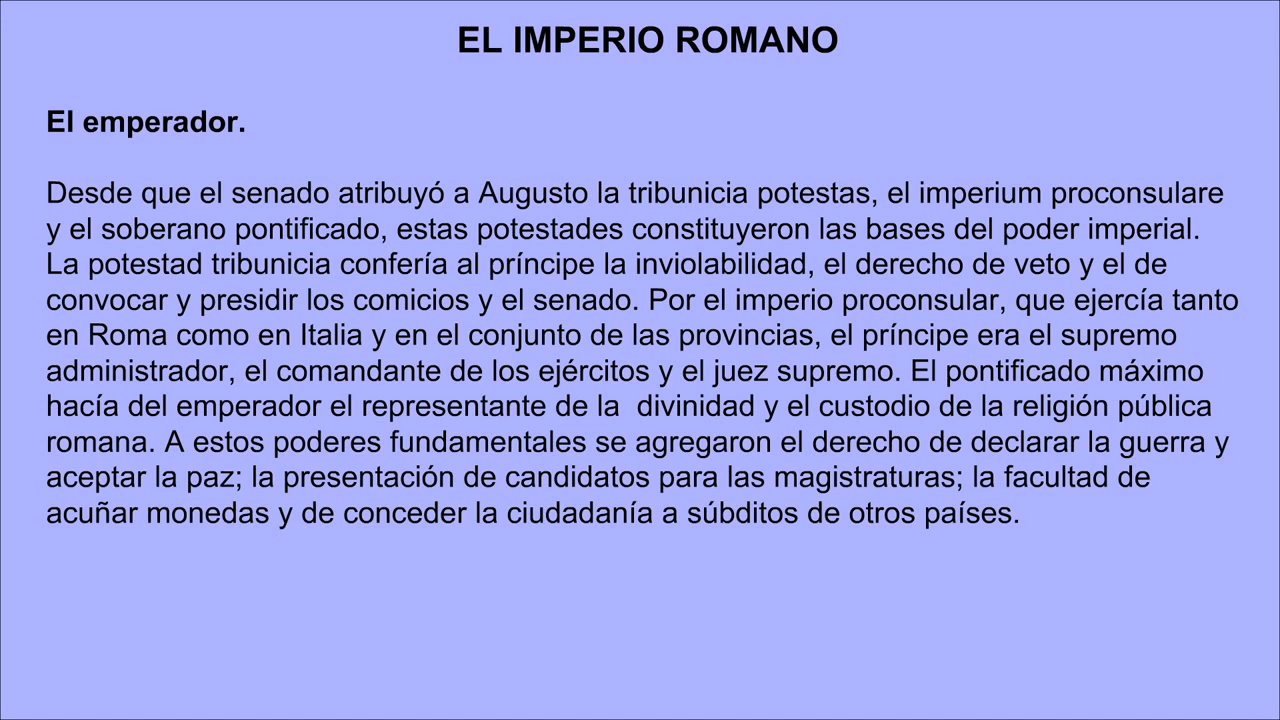 EL IMPERIO ROMANO
El emperador.
Desde que el senado atribuyó a Augusto la tribunicia potestas, el imperium proconsulare
y el soberano pontificado, estas potestades constituyeron las bases del poder imperial.
La potestad tribunicia confería al príncipe la inviolabilidad, el derecho de veto y el de
convocar y presidir los comicios y el senado. Por el imperio proconsular, que ejercía tanto
en Roma como en Italia y en el conjunto de las provincias, el príncipe era el supremo
administrador, el comandante de los ejércitos y el juez supremo. El pontificado máximo
hacía del emperador el representante de la  divinidad y el custodio de la religión pública
romana. A estos poderes fundamentales se agregaron el derecho de declarar la guerra y
aceptar la paz; la presentación de candidatos para las magistraturas; la facultad de
acuñar monedas y de conceder la ciudadanía a súbditos de otros países.